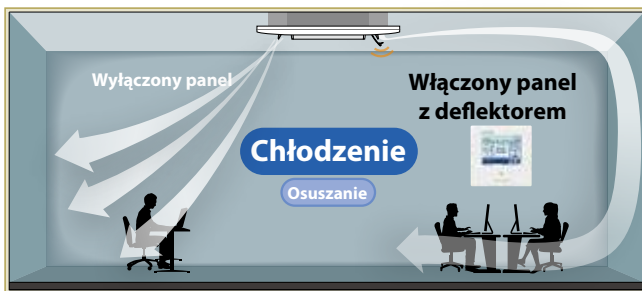 Wyłączony panel
Włączony panel
z deflektorem
Chłodzenie
Osuszanie